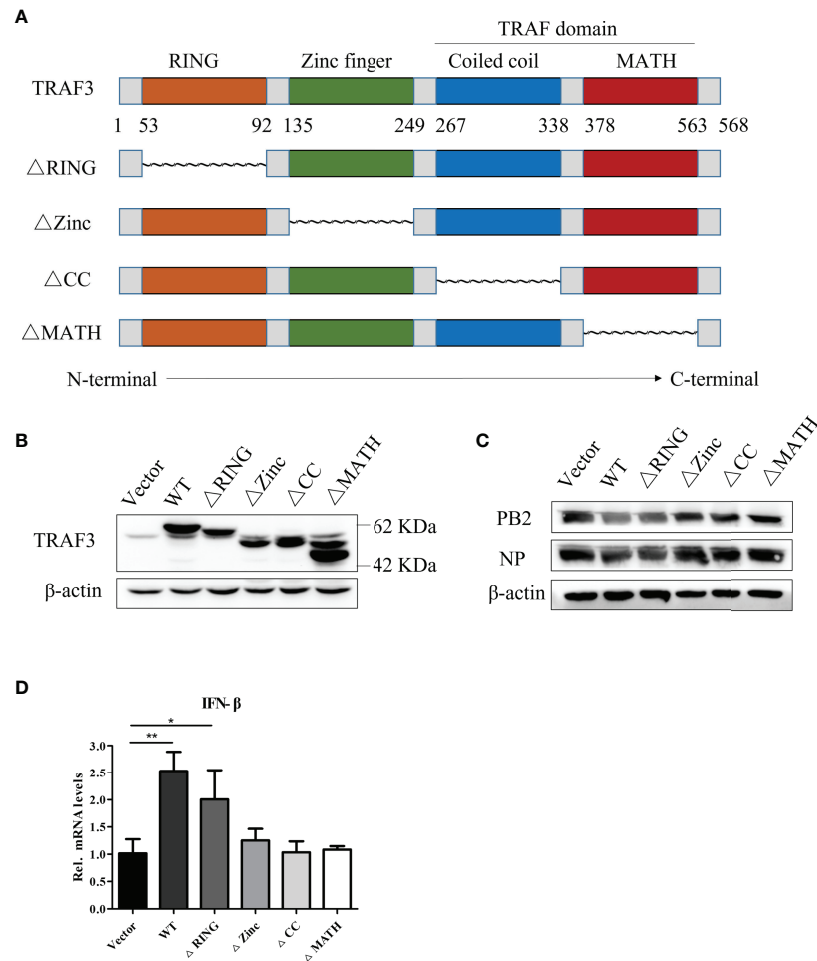 A
TRAF domain
RING Zinc finger Coiled coil MATH
TRAF3
1 53 92 135 249 267 338 378 563 568
△RING
△Zinc
△CC
△MATH
N-terminal C-terminal
B
Vector WT △RING △Zinc △CC △MATH
TRAF3
62 KDa
42 KDa
β-actin
C
Vector WT △RING △Zinc △CC △MATH
PB2
NP
β-actin
D
IFN- β
*
**
Rel. mRNA levels
3.0
2.5
2.0
1.5
1.0
0.5
0.0
Vector WT △ RING △ Zinc △ CC △ MATH